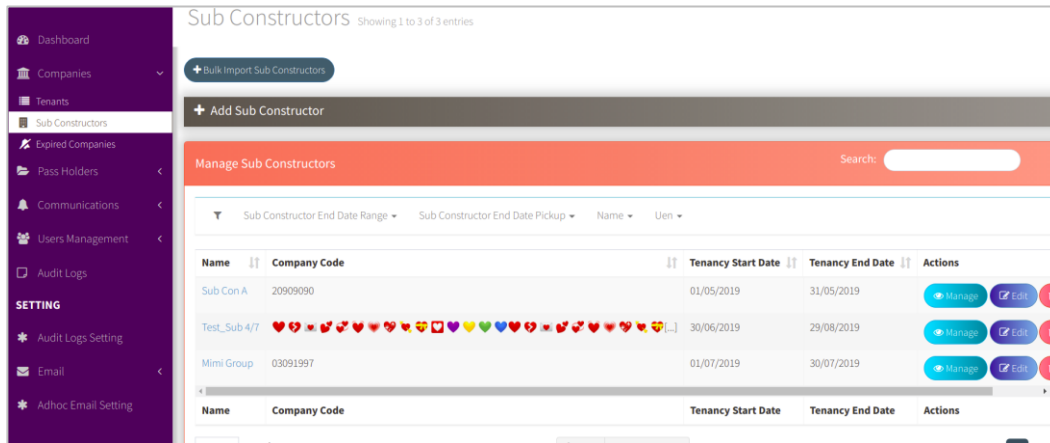 Sub Constructors Showing 1 to 3 of 3 entries
Dashboard
Companies
Tenants
Sub Constructors
Expired Companies
Pass Holders
Communications
Users Management
Audit Logs
SETTING
Audit Logs Setting
Email
Adhoc Email Setting
Bulk Import Sub Constructors
Add Sub Constructor
Manage Sub Constructors Search:
Sub Constructor End Date Range Sub Constructor End Date Pickup Name Uen
Name Company Code Tenancy Start Date Tenancy End Date Actions
Sub Con A 20909090 01/05/2019 31/05/2019 Manage Edit
Test_Sub 4/7 [...] 30/06/2019 29/08/2019 Manage Edit
Mimi Group 03091997 01/07/2019 30/07/2019 Manage Edit
Name Company Code Tenancy Start Date Tenancy End Date Actions